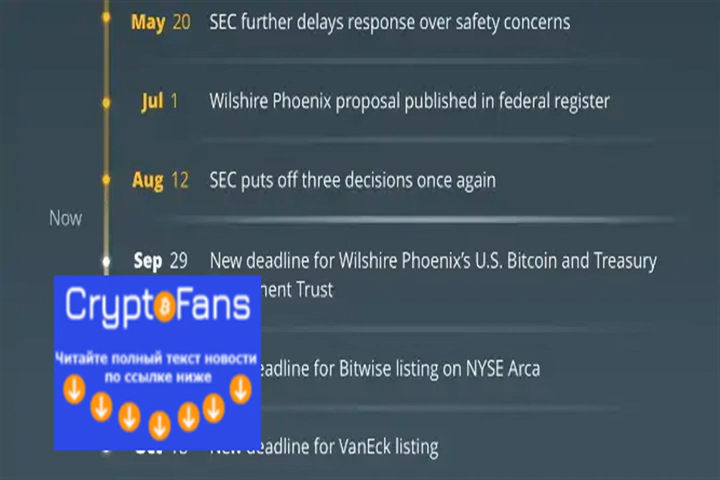 May 20 SEC further delays response over safety concerns
Jul 1 Wilshire Phoenix proposal published in federal register
Aug 12 SEC puts off three decisions once again
Now
Sep 29 New deadline for Wilshire Phoenix's U.S. Bitcoin and Treasury
Trust
CryptoFans
Читайте полный текст новости
по ссылке ниже
for Bitwise listing on NYSE Arca
New deadline for VanEck listing